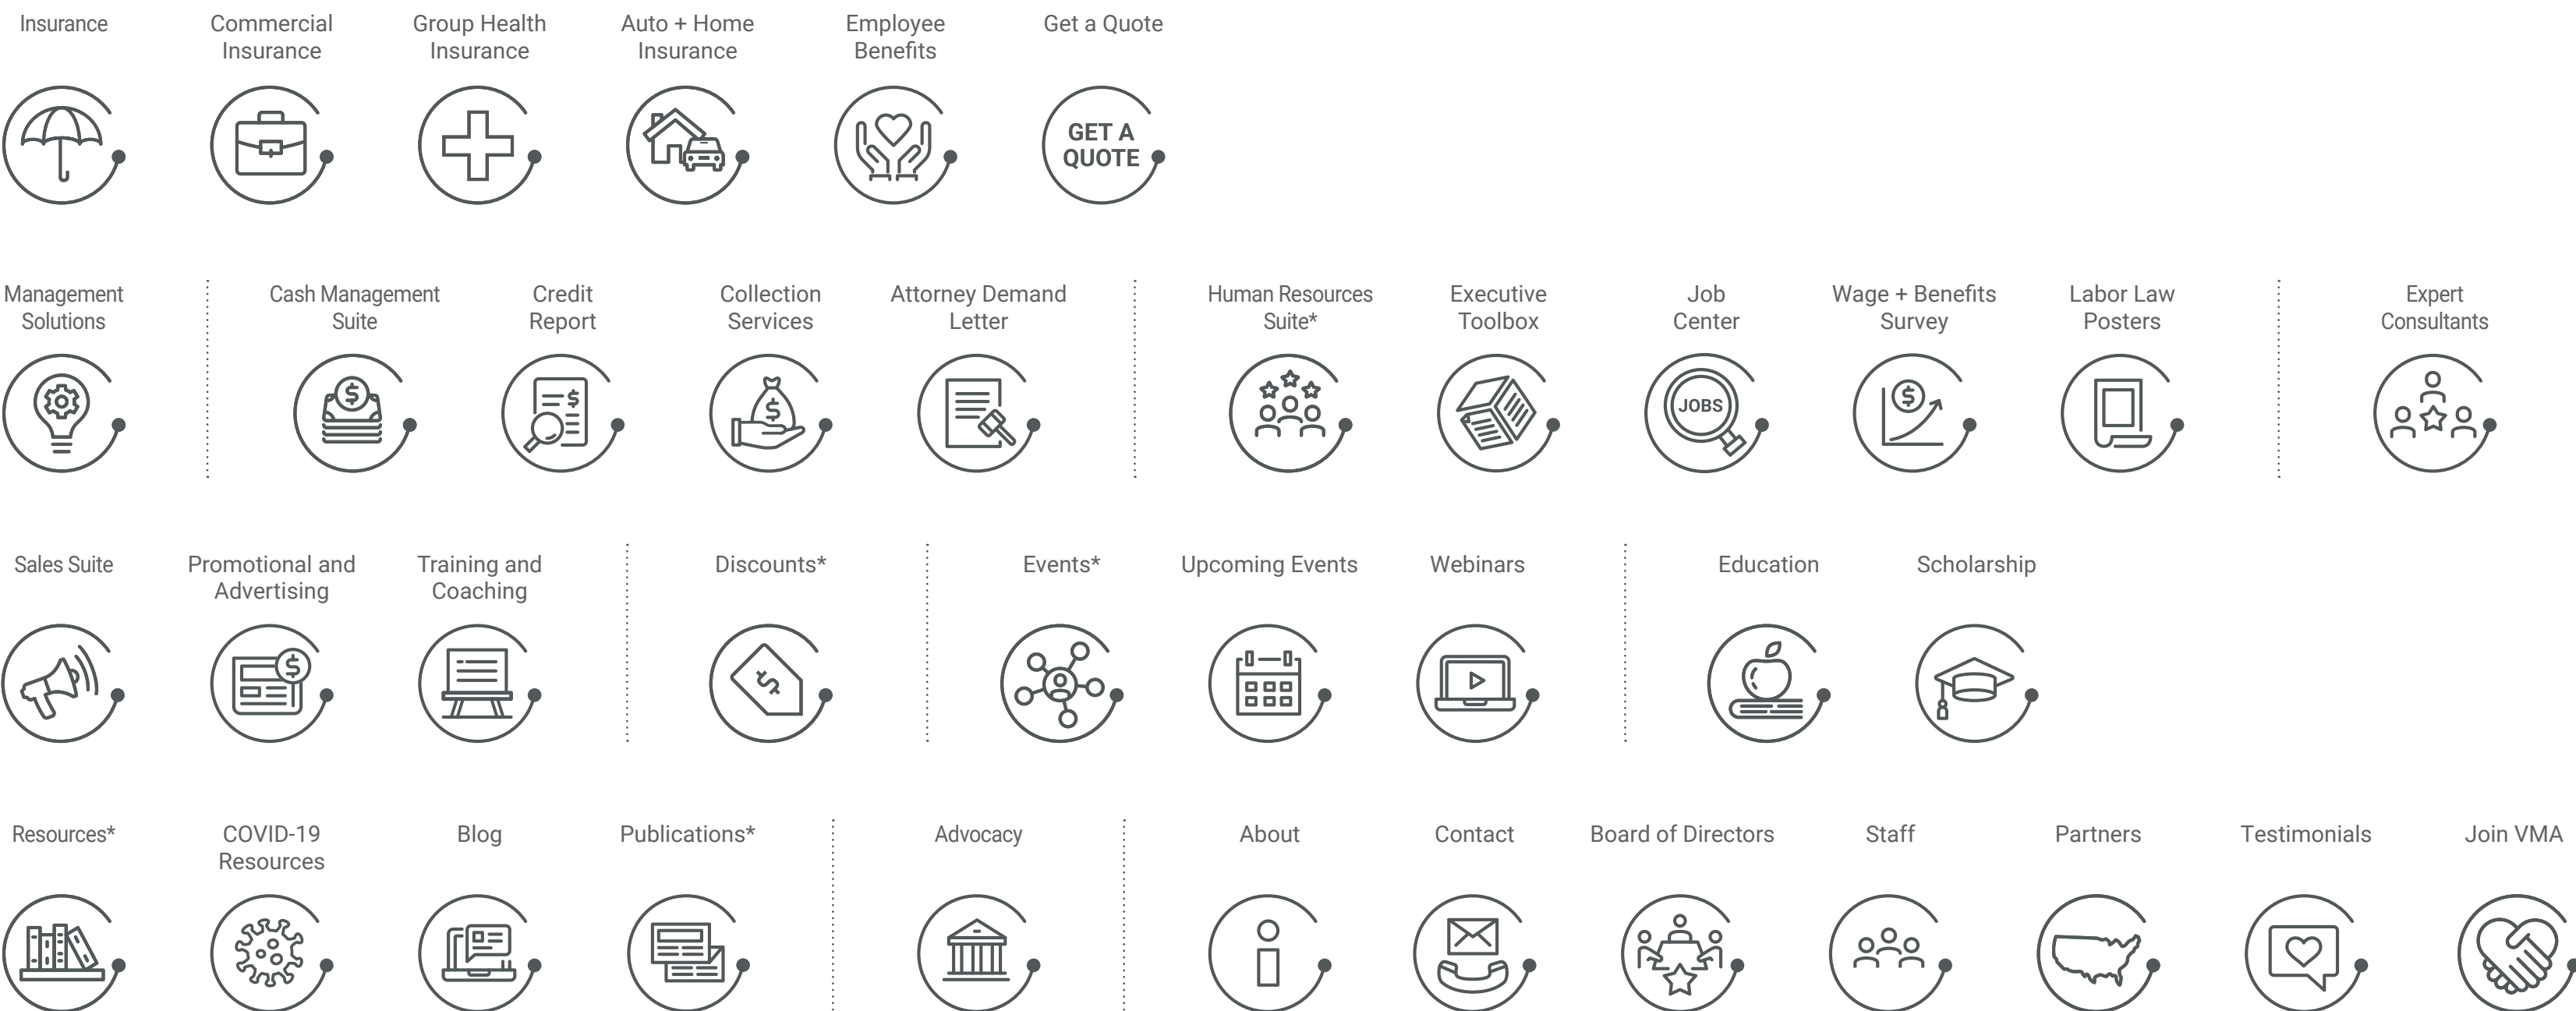 Insurance
Commercial
Insurance
Group Health
Insurance
Auto + Home
Insurance
Employee
Benefits
Get a Quote
GET A
QUOTE
Management
Solutions
Cash Management
Suite
$
Credit
Report
$
Collection
Services
$
Attorney Demand
Letter
Human Resources
Suite*
Executive
Toolbox
Job
Center
JOBS
Wage + Benefits
Survey
$
Labor Law
Posters
Expert
Consultants
Sales Suite
Promotional and
Advertising
$
Training and
Coaching
Discounts*
$
Events*
Upcoming Events
Webinars
Education
Scholarship
Resources*
COVID-19
Resources
Blog
Publications*
Advocacy
About
Contact
Board of Directors
Staff
Partners
Testimonials
Join VMA